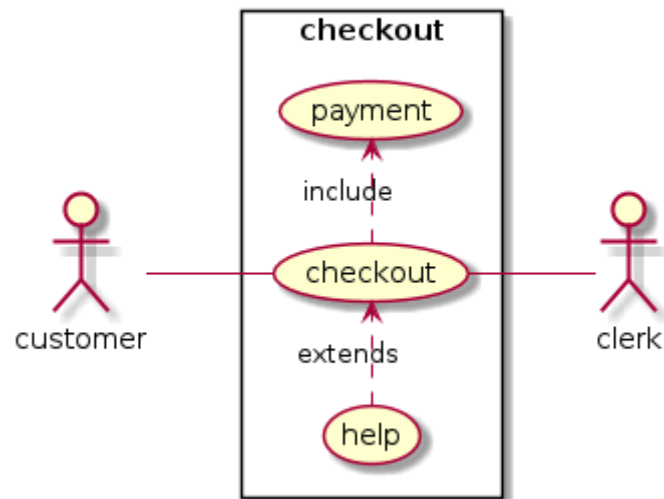 checkout
payment
include
checkout
customer
clerk
extends
help